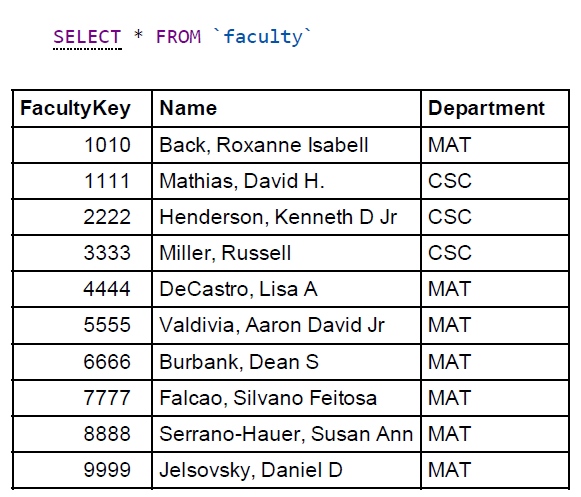 SELECT * FROM `faculty`
FacultyKey Name Department
1010 Back, Roxanne Isabell MAT
1111 Mathias, David H. CSC
2222 Henderson, Kenneth D Jr CSC
3333 Miller, Russell CSC
4444 DeCastro, Lisa A MAT
5555 Valdivia, Aaron David Jr MAT
6666 Burbank, Dean S MAT
7777 Falcao, Silvano Feitosa MAT
8888 Serrano-Hauer, Susan Ann MAT
9999 Jelsovsky, Daniel D MAT